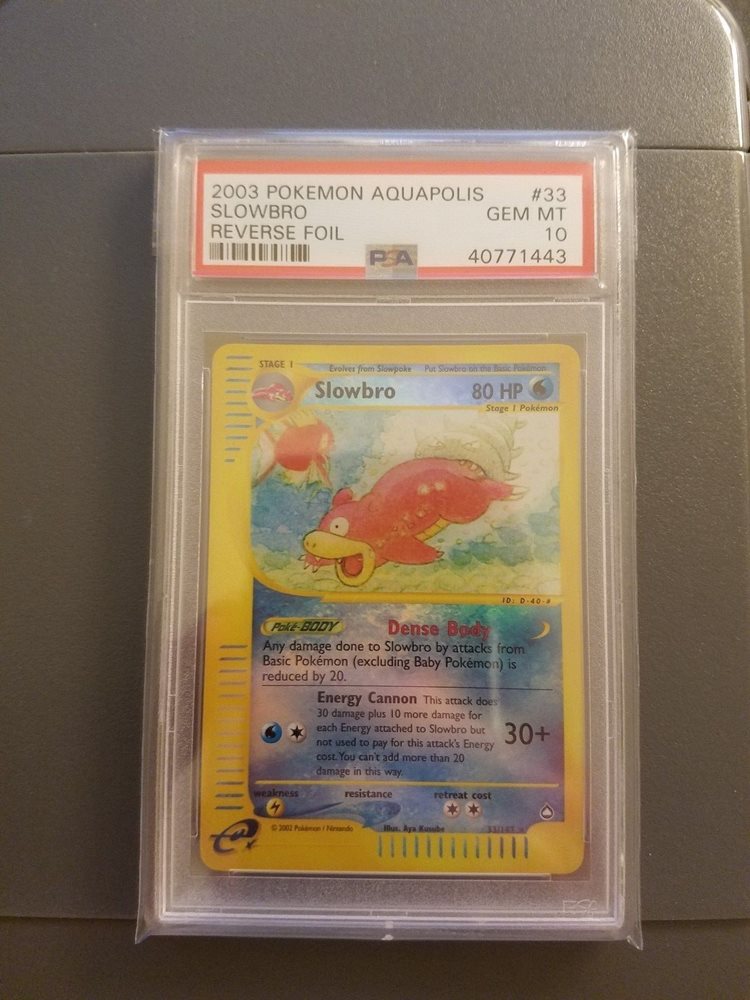 2003 POKEMON AQUAPOLIS #33
SLOWBRO GEM MT
REVERSE FOIL 10
PSA 40771443
STAGE 1 Evolves from Slowpoke Put Slowbro on the Basic Pokémon
Slowbro 80 HP
Stage 1 Pokémon
ID: D-40-#
Poké-BODY Dense Body
Any damage done to Slowbro by attacks from
Basic Pokémon (excluding Baby Pokémon) is
reduced by 20.
Energy Cannon This attack does
30 damage plus 10 more damage for
each Energy attached to Slowbro but
not used to pay for this attack's Energy
cost. You can't add more than 20
damage in this way.
30+
weakness resistance retreat cost
© 2002 Pokémon / Nintendo Illus. Aya Kusube
e
PSA